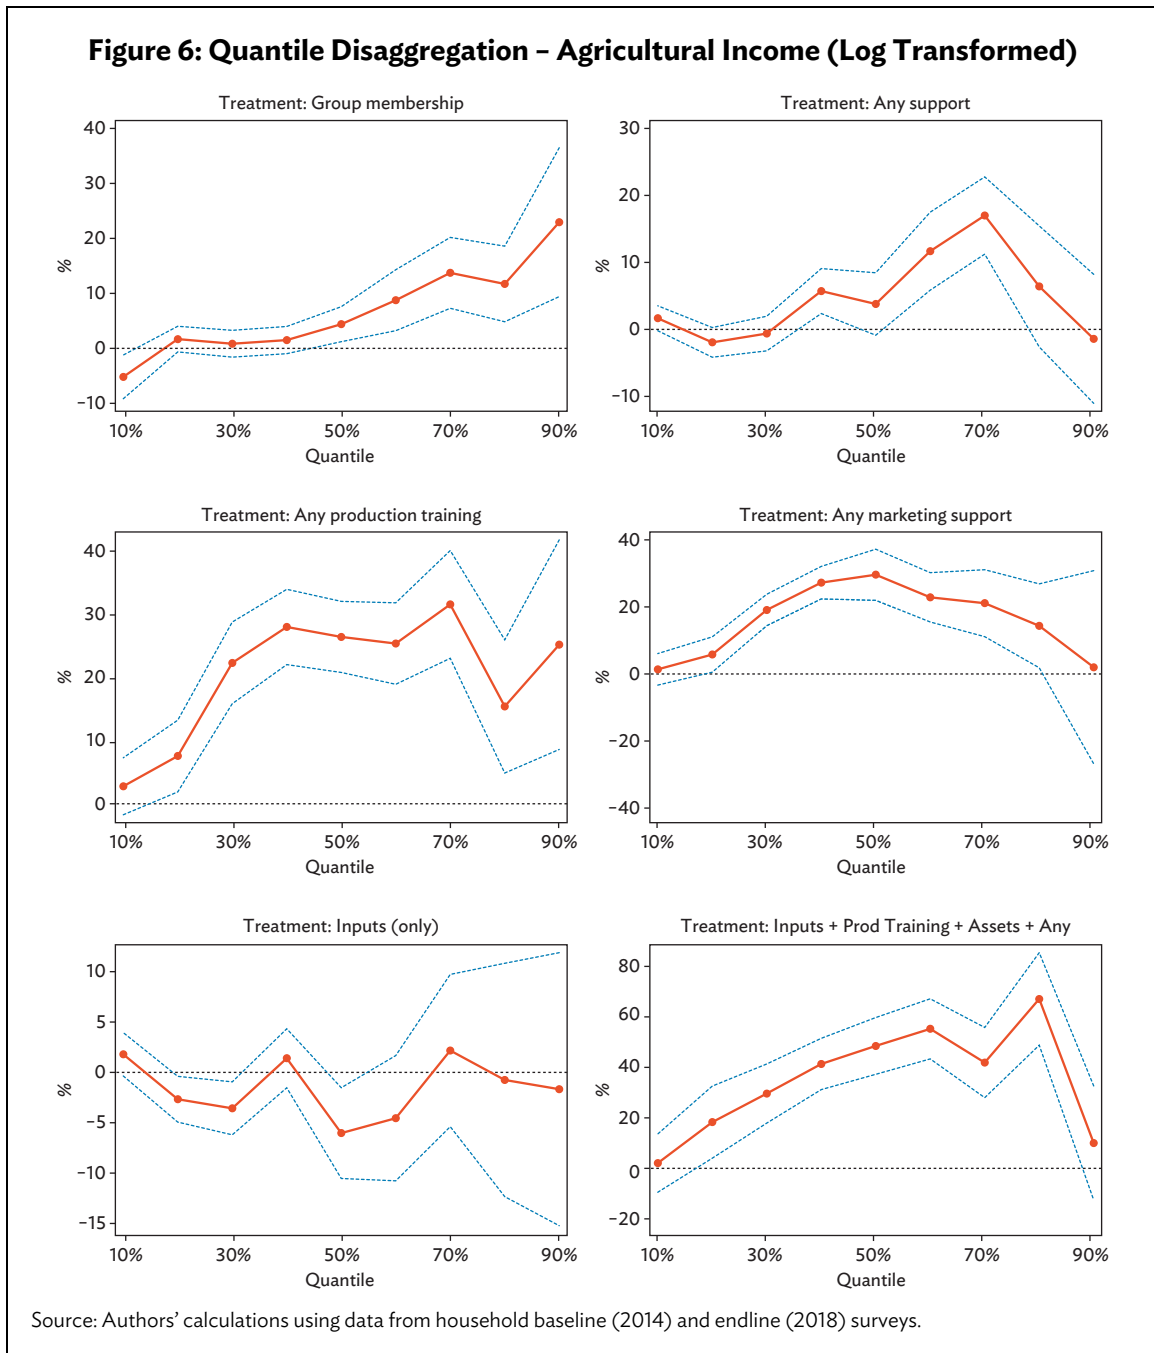 Figure 6: Quantile Disaggregation – Agricultural Income (Log Transformed)
Treatment: Group membership
%
40
30
20
10
0
–10
10% 30% 50% 70% 90%
Quantile
Treatment: Any support
%
30
20
10
0
–10
10% 30% 50% 70% 90%
Quantile
Treatment: Any production training
%
40
30
20
10
0
10% 30% 50% 70% 90%
Quantile
Treatment: Any marketing support
%
40
20
0
–20
–40
10% 30% 50% 70% 90%
Quantile
Treatment: Inputs (only)
%
10
5
0
–5
–10
–15
10% 30% 50% 70% 90%
Quantile
Treatment: Inputs + Prod Training + Assets + Any
%
80
60
40
20
0
–20
10% 30% 50% 70% 90%
Quantile
Source: Authors’ calculations using data from household baseline (2014) and endline (2018) surveys.